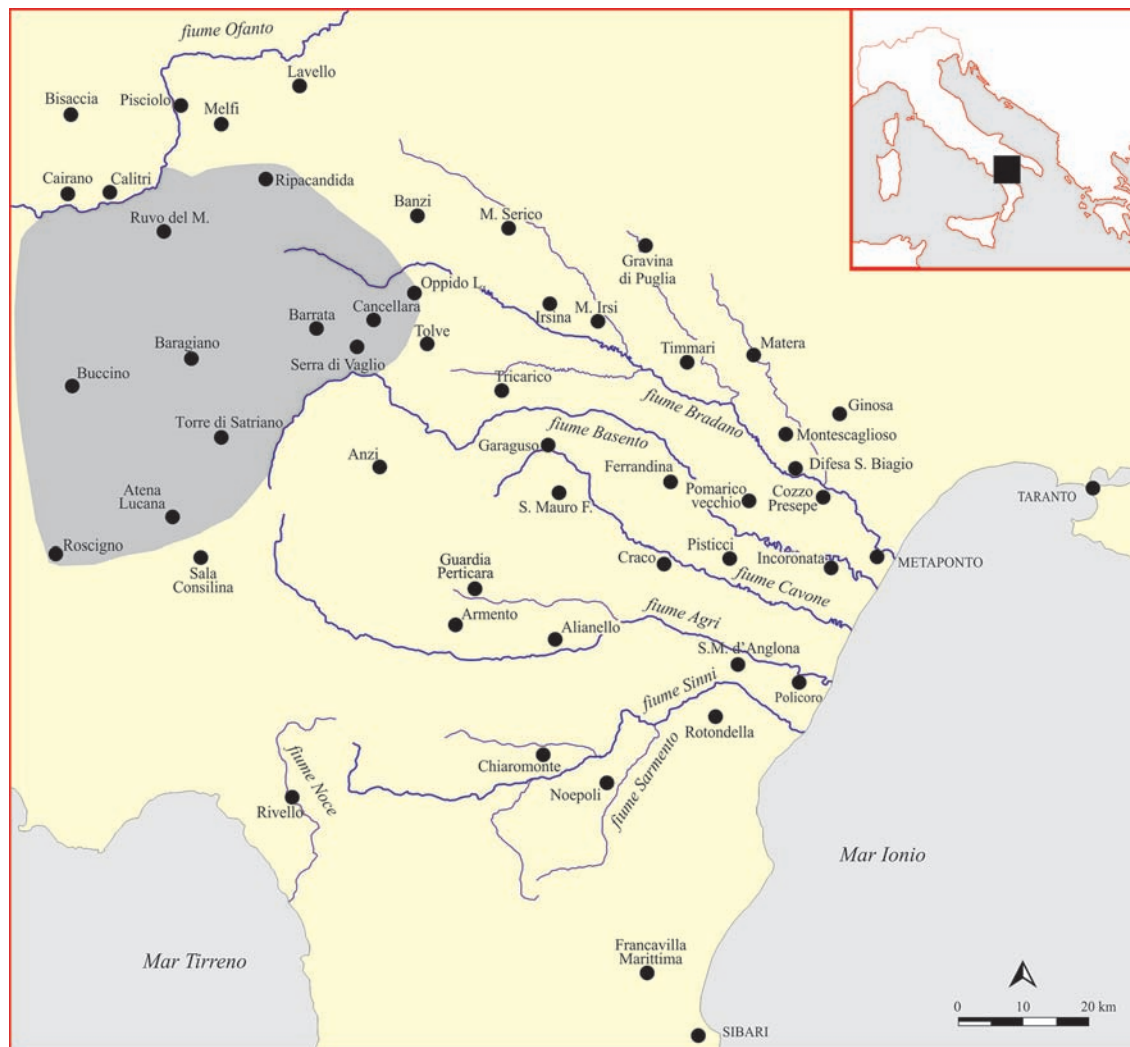 fiume Ofanto
Lavello
Bisaccia
Pisciolo
Melfi
Cairano
Calitri
Ripacandida
Ruvo del M.
Banzi
M. Serico
Gravina
di Puglia
Oppido L.
Cancellara
Barrata
Irsina
M. Irsi
Tolve
Serra di Vaglio
Baragiano
Buccino
Timmari
Matera
Tricarico
Ginosa
fiume Bradano
Montescaglioso
Torre di Satriano
fiume Basento
Garaguso
Anzi
Ferrandina
Difesa S. Biagio
S. Mauro F.
Pomarico
vecchio
Cozzo
Presepe
TARANTO
Atena
Lucana
Roscigno
Sala
Consilina
Craco
Pisticci
Incoronata
METAPONTO
Guardia
Perticara
fiume Cavone
Armento
Alianello
fiume Agri
S.M. d'Anglona
Policoro
fiume Sinni
Rotondella
Chiaromonte
Noepoli
fiume Sarmento
fiume Noce
Rivello
Mar Ionio
Mar Tirreno
Francavilla
Marittima
0 10 20 km
SIBARI